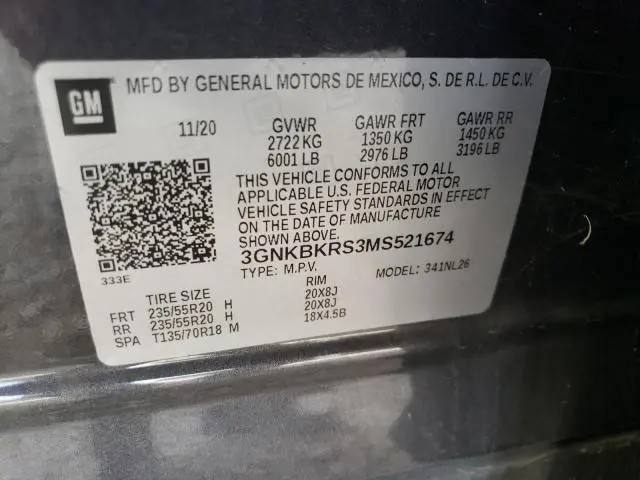 GM
MFD BY GENERAL MOTORS DE MEXICO, S. DE R.L. DE C.V.
11/20 GVWR GAWR FRT GAWR RR
2722 KG 1350 KG 1450 KG
6001 LB 2976 LB 3196 LB
THIS VEHICLE CONFORMS TO ALL
APPLICABLE U.S. FEDERAL MOTOR
VEHICLE SAFETY STANDARDS IN EFFECT
ON THE DATE OF MANUFACTURE
SHOWN ABOVE
3GNKBKRS3MS521674
333E TYPE: M.P.V. MODEL: 341NL26
TIRE SIZE RIM
FRT 235/55R20 H 20X8J
RR 235/55R20 H 20X8J
SPA T135/70R18 M 18X4.5B